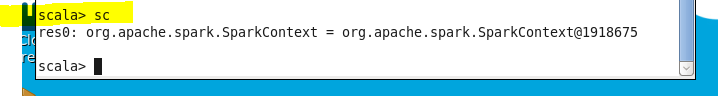 scala> sc
res0: org.apache.spark.SparkContext = org.apache.spark.SparkContext@1918675
scala>